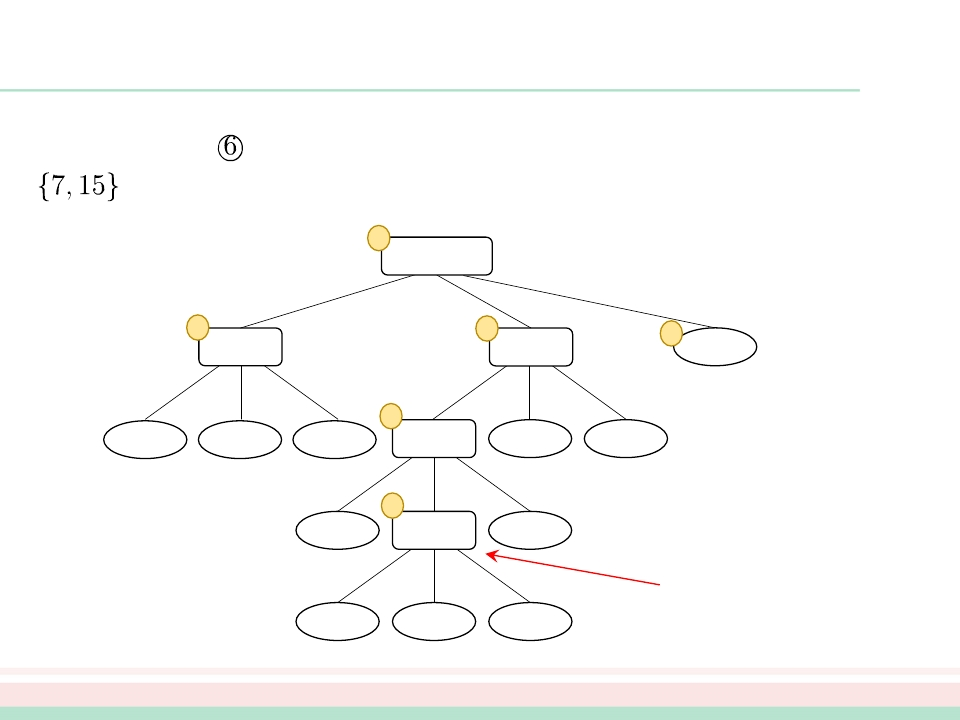 ⑥
{7, 15}